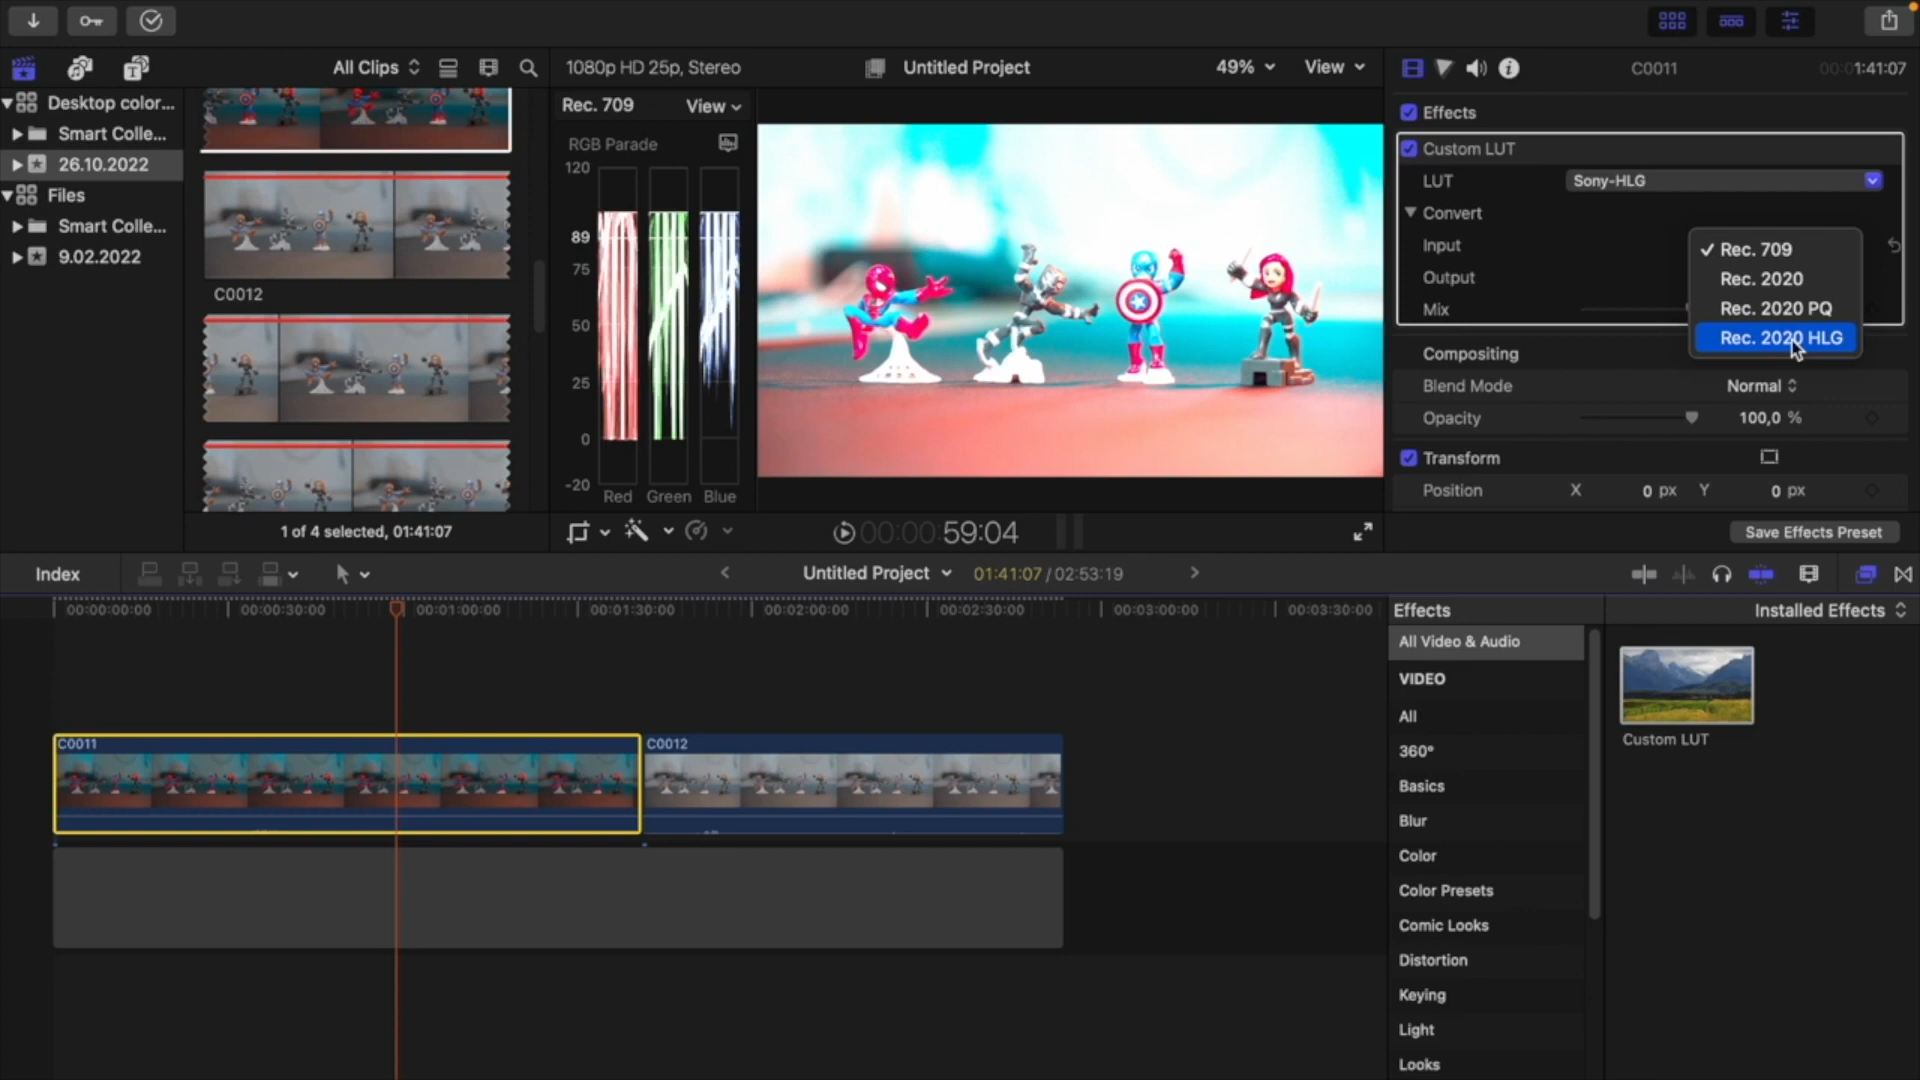 All Clips
1080p HD 25p, Stereo
Untitled Project
49%
View
C0011
00:01:41:07
Desktop color...
Smart Colle...
26.10.2022
Files
Smart Colle...
9.02.2022
C0012
1 of 4 selected, 01:41:07
Rec. 709
View
RGB Parade
120
89
75
50
25
0
-20
Red
Green
Blue
00:00:00:59:04
Effects
Custom LUT
LUT
Sony-HLG
Convert
Input
Output
Mix
✓ Rec. 709
Rec. 2020
Rec. 2020 PQ
Rec. 2020 HLG
Compositing
Blend Mode
Normal
Opacity
100,0 %
Transform
Position
X
0 px
Y
0 px
Save Effects Preset
Index
Untitled Project
01:41:07 / 02:53:19
00:00:00:00
00:00:30:00
00:01:00:00
00:01:30:00
00:02:00:00
00:02:30:00
00:03:00:00
00:03:30:00
C0011
C0012
Effects
Installed Effects
All Video & Audio
VIDEO
All
360°
Basics
Blur
Color
Color Presets
Comic Looks
Distortion
Keying
Light
Looks
Custom LUT